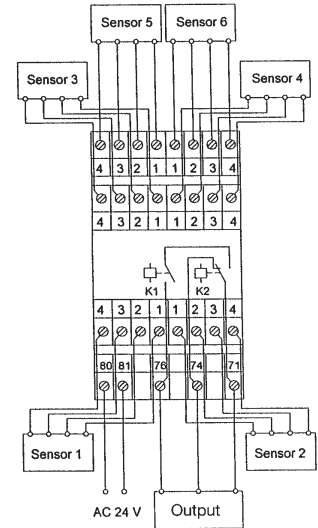 Sensor 5 Sensor 6
Sensor 3 Sensor 4
4 3 2 1 1 2 3 4
4 3 2 1 1 2 3 4
K1 K2
4 3 2 1 1 2 3 4
80 81 76 74 71
Sensor 1 Sensor 2
AC 24 V Output